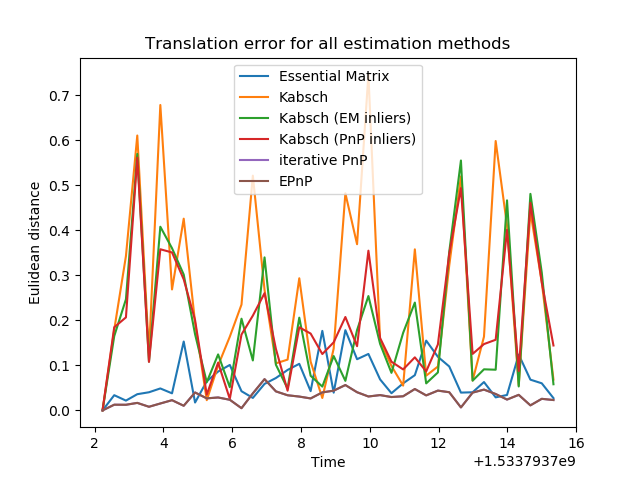 Translation error for all estimation methods
Essential Matrix
Kabsch
Kabsch (EM inliers)
Kabsch (PnP inliers)
iterative PnP
EPnP
Eulidean distance
0.7
0.6
0.5
0.4
0.3
0.2
0.1
0.0
2 4 6 8 10 12 14 16
Time
+1.5337937e9